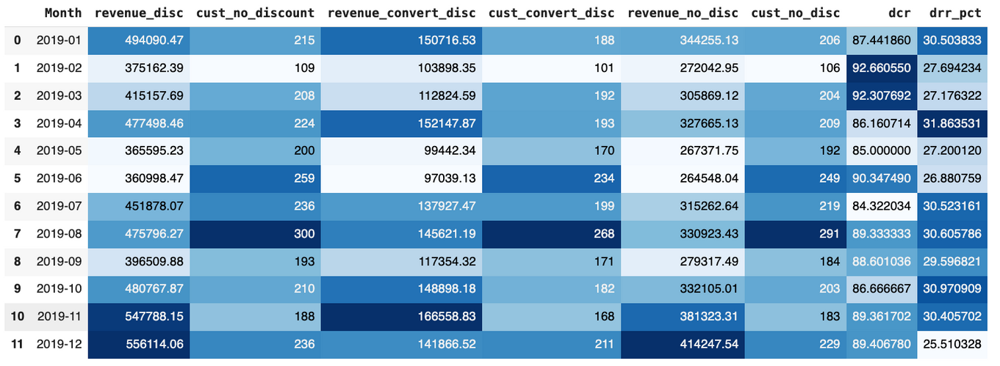 Month revenue_disc cust_no_discount revenue_convert_disc cust_convert_disc revenue_no_disc cust_no_disc dcr drr_pct
0 2019-01 494090.47 215 150716.53 188 344255.13 206 87.441860 30.503833
1 2019-02 375162.39 109 103898.35 101 272042.95 106 92.660550 27.694234
2 2019-03 415157.69 208 112824.59 192 305869.12 204 92.307692 27.176322
3 2019-04 477498.46 224 152147.87 193 327665.13 209 86.160714 31.863531
4 2019-05 365595.23 200 99442.34 170 267371.75 192 85.000000 27.200120
5 2019-06 360998.47 259 97039.13 234 264548.04 249 90.347490 26.880759
6 2019-07 451878.07 236 137927.47 199 315262.64 219 84.322034 30.523161
7 2019-08 475796.27 300 145621.19 268 330923.43 291 89.333333 30.605786
8 2019-09 396509.88 193 117354.32 171 279317.49 184 88.601036 29.596821
9 2019-10 480767.87 210 148898.18 182 332105.01 203 86.666667 30.970909
10 2019-11 547788.15 188 166558.83 168 381323.31 183 89.361702 30.405702
11 2019-12 556114.06 236 141866.52 211 414247.54 229 89.406780 25.510328